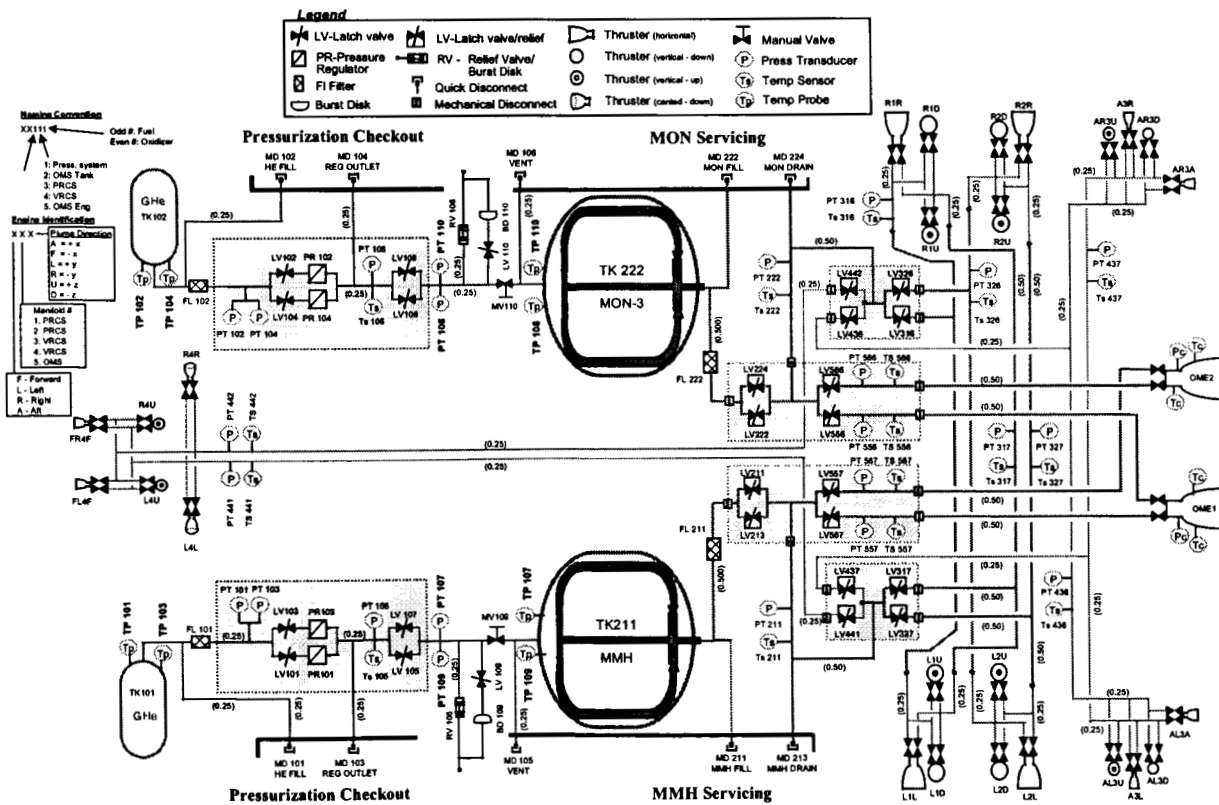 Legend
LV-Latch valve
LV-Latch valve/relief
Thruster (horizontal)
Manual Valve
PR-Pressure Regulator
RV - Relief Valve/ Burst Disk
Thruster (vertical - down)
Press Transducer
FI Filter
Quick Disconnect
Thruster (vertical - up)
Temp Sensor
Burst Disk
Mechanical Disconnect
Thruster (canted - down)
Temp Probe
Naming Convention
XX111
Odd #: Fuel
Even #: Oxidizer
1: Press. system
2: OMS Tank
3: PRCS
4: VRCS
5. OMS Eng
Engine Identification
X X X
Plume Direction
A = + x
F = - x
L = + y
R = - y
U = + z
D = - z
Manifold #
1. PRCS
2. PRCS
3. VRCS
4. VRCS
5. OMS
F - Forward
L - Left
R - Right
A - Aft
Pressurization Checkout
MON Servicing
MD 102
HE FILL
MD 104
REG OUTLET
MD 106
VENT
MD 222
MON FILL
MD 224
MON DRAIN
GHe
TK102
TP 102
TP 104
FL 102
PT 102
PT 104
LV102
LV104
PR 102
PR 104
PT 106
Ts 106
LV108
LV106
PT 110
PT 108
RV 106
BD 110
LV 110
MV110
TP 110
TP 108
TK 222
MON-3
FL 222
PT 222
Ts 222
LV442
LV326
LV436
LV316
LV224
LV222
LV566
LV556
PT 566
TS 566
PT 556
TS 556
PT 316
Ts 316
PT 326
Ts 326
PT 437
Ts 437
R1R
R1D
R1U
R2D
R2R
R2U
AR3U
A3R
AR3D
AR3A
OME2
OME1
PT 317
Ts 317
PT 327
Ts 327
R4R
R4U
FR4F
FL4F
L4U
L4L
PT 442
TS 442
PT 441
TS 441
LV211
LV213
LV557
LV567
PT 567
TS 567
PT 557
TS 557
FL 211
LV437
LV317
LV441
LV327
PT 211
Ts 211
PT 436
Ts 436
TP 101
TP 103
FL 101
TK101
GHe
PT 101
PT 103
LV103
LV101
PR103
PR101
PT 105
Ts 105
LV 107
LV 105
PT 107
PT 109
RV 105
BD 109
LV 109
MV109
TP 107
TP 109
TK211
MMH
MD 101
HE FILL
MD 103
REG OUTLET
MD105
VENT
MD 211
MMH FILL
MD 213
MMH DRAIN
L1L
L1D
L1U
L2U
L2D
L2L
AL3U
A3L
AL3D
AL3A
Pressurization Checkout
MMH Servicing